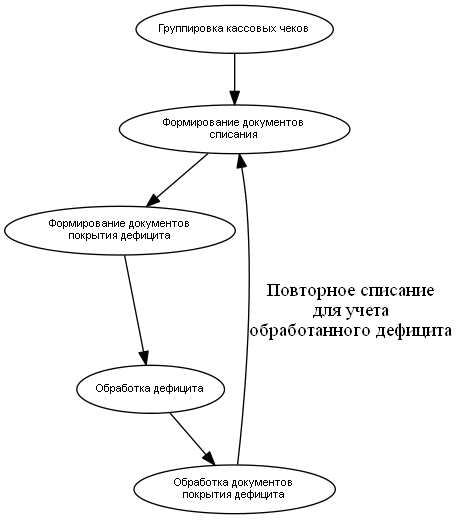 Группировка кассовых чеков
Формирование документов
списания
Формирование документов
покрытия дефицита
Повторное списание
для учета
обработанного дефицита
Обработка дефицита
Обработка документов
покрытия дефицита